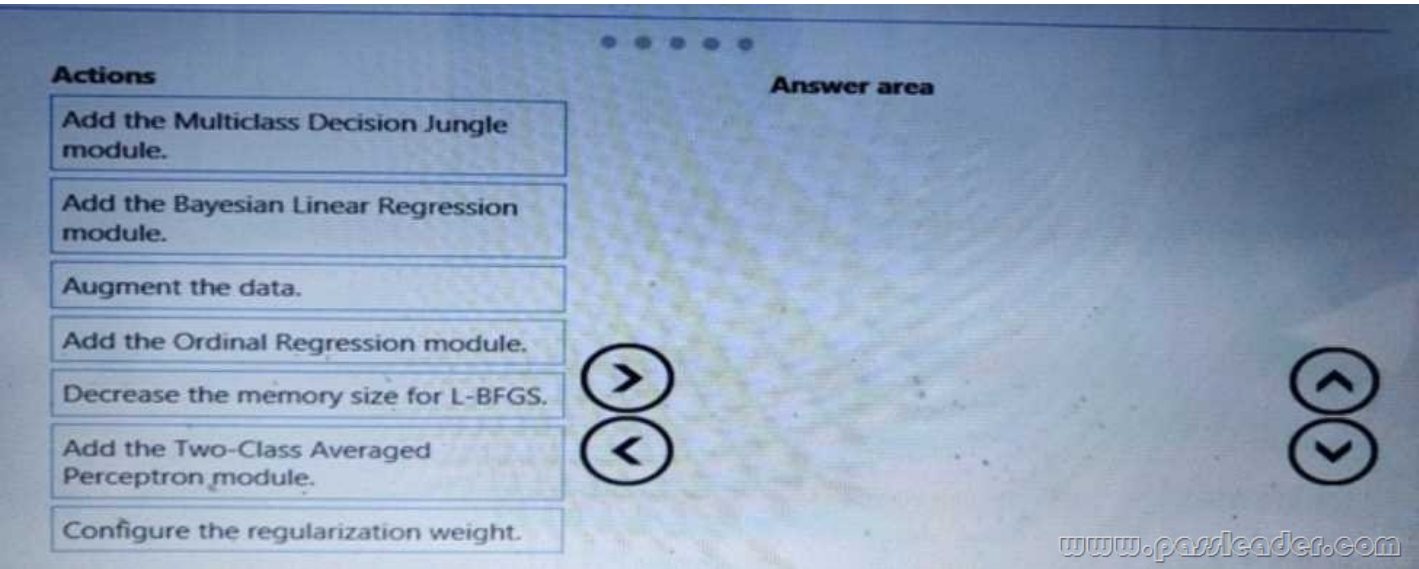 Actions
Answer area
Add the Multiclass Decision Jungle
module.
Add the Bayesian Linear Regression
module.
Augment the data.
Add the Ordinal Regression module.
Decrease the memory size for L-BFGS.
Add the Two-Class Averaged
Perceptron module.
Configure the regularization weight.
www.passleader.com